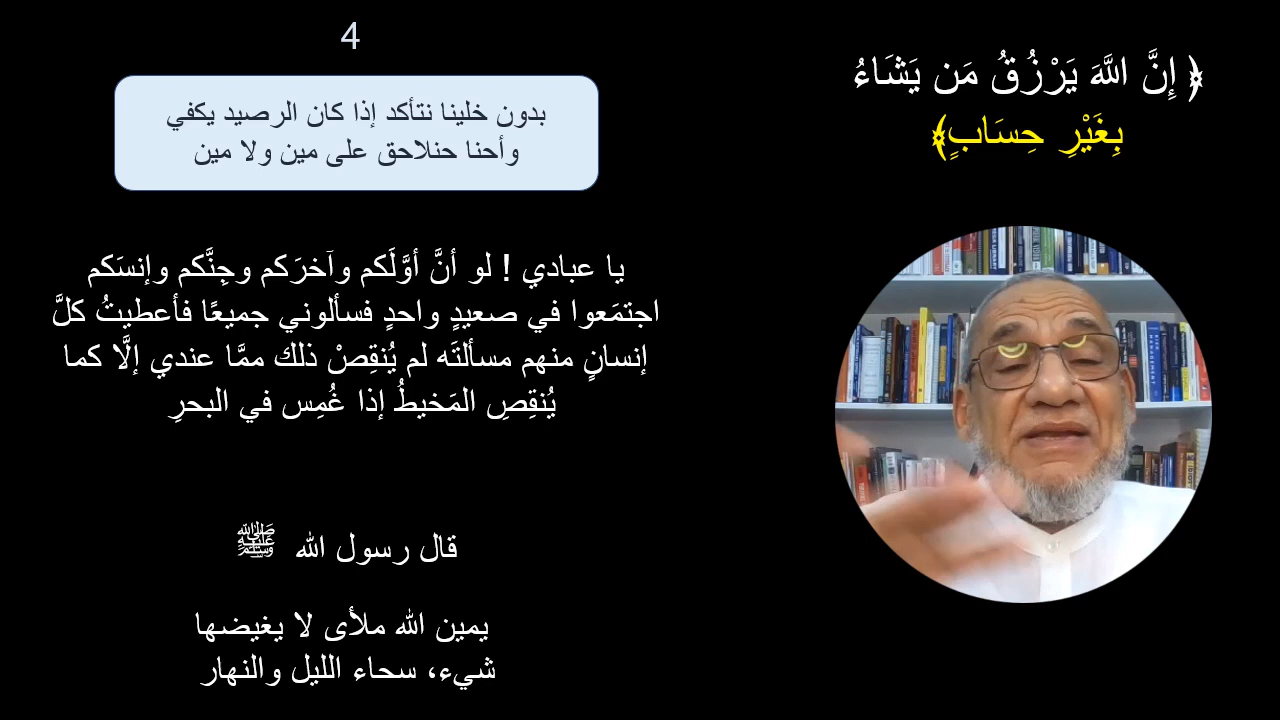 4
﴿ إِنَّ اللَّهَ يَرْزُقُ مَن يَشَاءُ
بِغَيْرِ حِسَابٍ﴾
بدون خلينا نتأكد إذا كان الرصيد يكفي
وأحنا حنلاحق على مين ولا مين
يا عبادي ! لو أنَّ أوَّلَكم وآخرَكم وجِنَّكم وإنسَكم
اجتمَعوا في صعيدٍ واحدٍ فسألوني جميعًا فأعطيتُ كلَّ
إنسانٍ منهم مسألتَه لم يُنقِصْ ذلك ممَّا عندي إلَّا كما
يُنقِصِ المَخيطُ إذا غُمِس في البحرِ
قال رسول الله ﷺ
يمين الله ملأى لا يغيضها
شيء، سحاء الليل والنهار